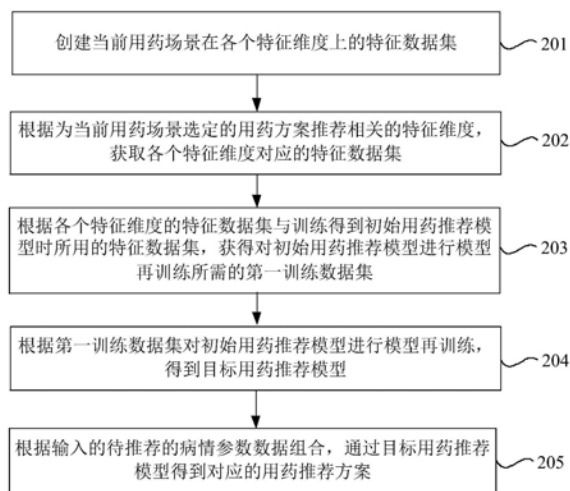 创建当前用药场景在各个特征维度上的特征数据集
201
根据为当前用药场景选定的用药方案推荐相关的特征维度，
获取各个特征维度对应的特征数据集
202
根据各个特征维度的特征数据集与训练得到初始用药推荐模
型时所用的特征数据集，获得对初始用药推荐模型进行模型
再训练所需的第一训练数据集
203
根据第一训练数据集对初始用药推荐模型进行模型再训练，
得到目标用药推荐模型
204
根据输入的待推荐的病情参数数据组合，通过目标用药推荐
模型得到对应的用药推荐方案
205